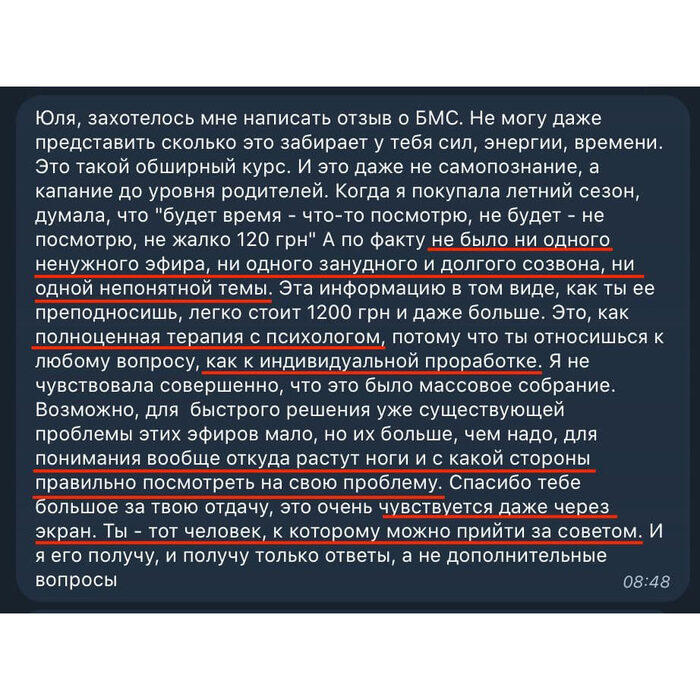 Юля, захотелось мне написать отзыв о БМС. Не могу даже
представить сколько это забирает у тебя сил, энергии, времени.
Это такой обширный курс. И это даже не самопознание, а
капание до уровня родителей. Когда я покупала летний сезон,
думала, что "будет время - что-то посмотрю, не будет - не
посмотрю, не жалко 120 грн" А по факту не было ни одного
ненужного эфира, ни одного занудного и долгого созвона, ни
одной непонятной темы. Эта информацию в том виде, как ты ее
преподносишь, легко стоит 1200 грн и даже больше. Это, как
полноценная терапия с психологом, потому что ты относишься к
любому вопросу, как к индивидуальной проработке. Я не
чувствовала совершенно, что это было массовое собрание.
Возможно, для быстрого решения уже существующей
проблемы этих эфиров мало, но их больше, чем надо, для
понимания вообще откуда растут ноги и с какой стороны
правильно посмотреть на свою проблему. Спасибо тебе
большое за твою отдачу, это очень чувствуется даже через
экран. Ты - тот человек, к которому можно прийти за советом. И
я его получу, и получу только ответы, а не дополнительные
вопросы
08:48